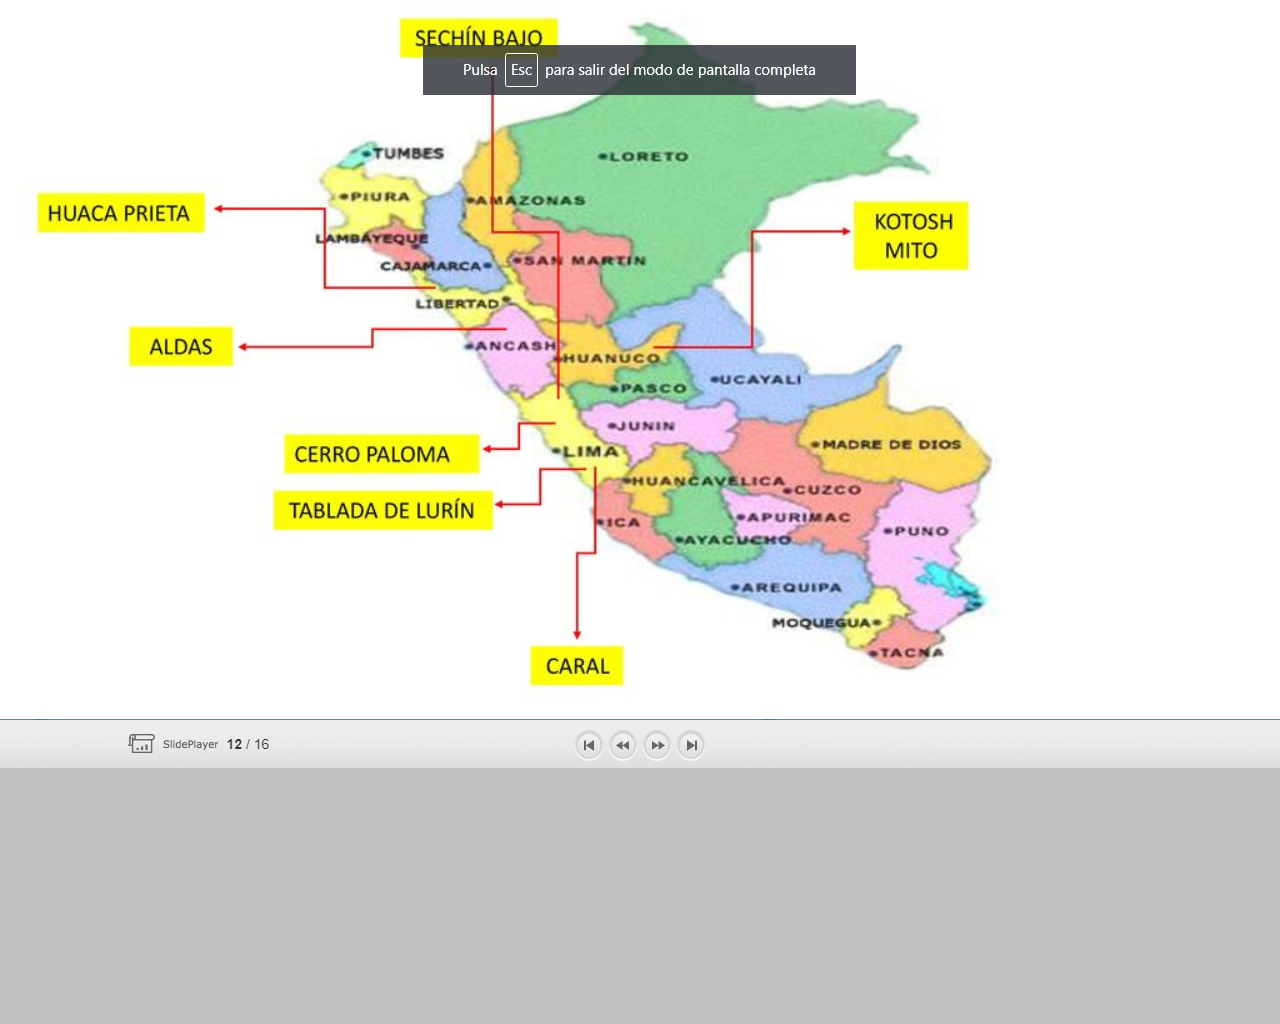 SECHÍN BAJO
Pulsa Esc para salir del modo de pantalla completa
TUMBES
LORETO
PIURA
AMAZONAS
HUACA PRIETA
KOTOSH
MITO
LAMBAYEQUE
CAJAMARCA
SAN MARTIN
LIBERTAD
ALDAS
ANCASH
HUANUCO
PASCO
UCAYALI
JUNIN
MADRE DE DIOS
CERRO PALOMA
LIMA
HUANCAVELICA
CUZCO
TABLADA DE LURÍN
ICA
APURIMAC
PUNO
AYACUCHO
AREQUIPA
MOQUEGUA
TACNA
CARAL
SlidePlayer 12 / 16